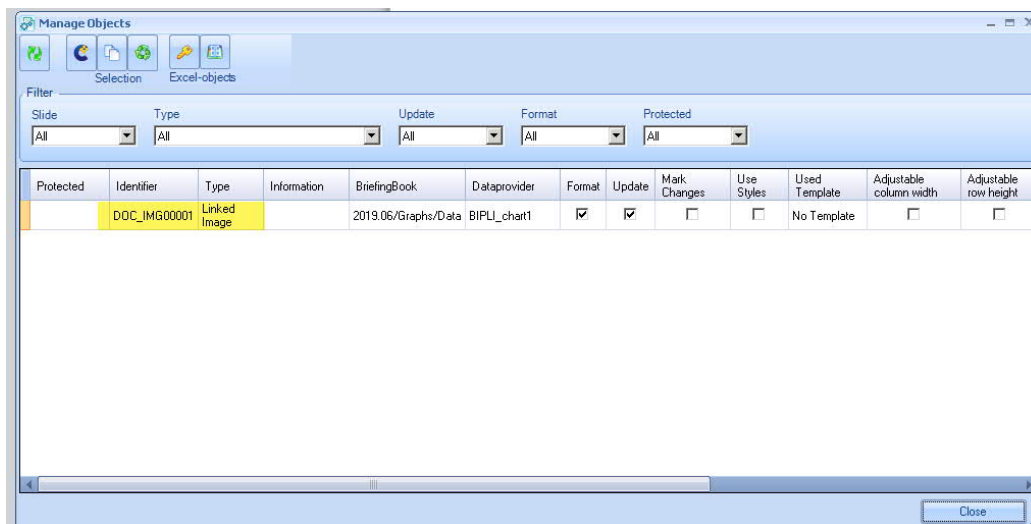 Manage Objects
Selection Excel-objects
Filter
Slide Type Update Format Protected
All All All All All
Protected Identifier Type Information BriefingBook Dataprovider Format Update Mark Changes Use Styles Used Template Adjustable column width Adjustable row height
DOC_IMG00001 Linked Image 2019.06/Graphs/Data BIPLI_chart1 No Template
Close